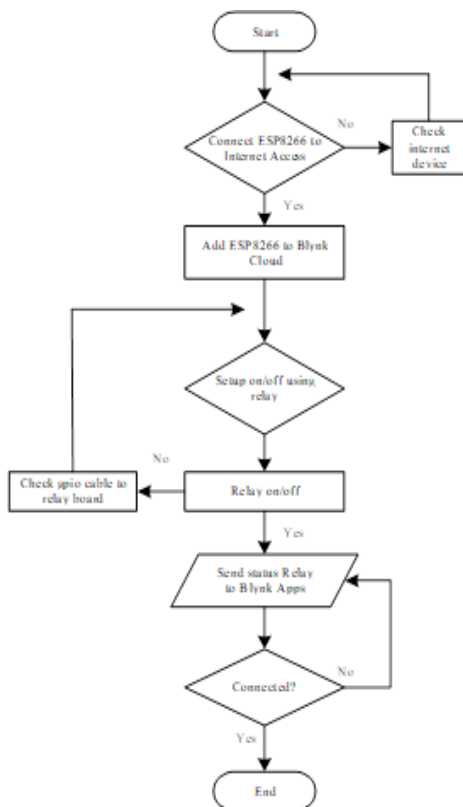 Start
No
Connect ESP8266 to
Internet Access
Check
internet
device
Yes
Add ESP8266 to Blynk
Cloud
Setup on/off using
relay
No
Check gpio cable to
relay board
Relay on/off
Yes
Send status Relay
to Blynk Apps
No
Connected?
Yes
End